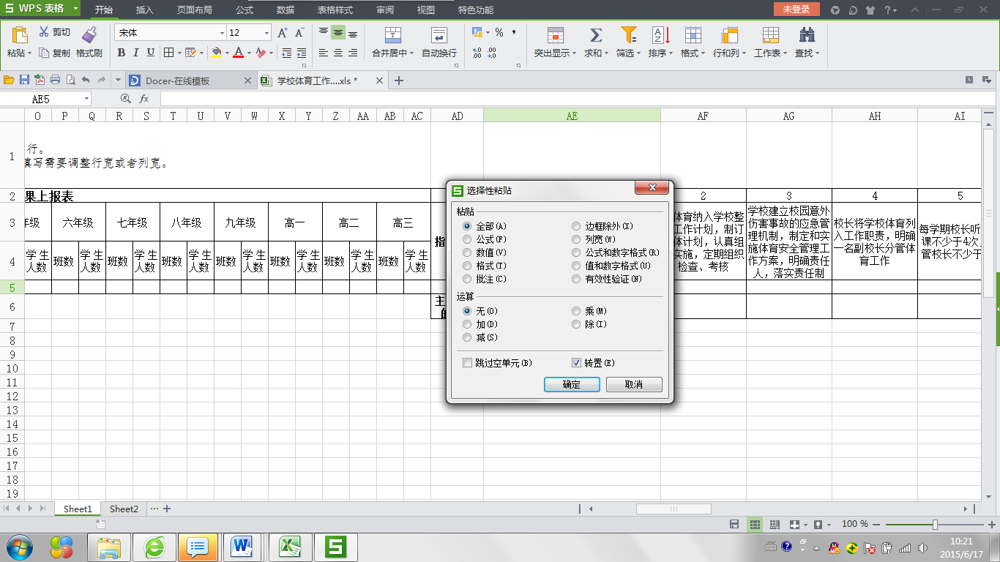 WPS 表格
开始 插入 页面布局 公式 数据 表格样式 审阅 视图 特色功能 未登录
粘贴 剪切 复制 格式刷 宋体 12 合并居中 自动换行 突出显示 求和 筛选 排序 格式 行和列 工作表 查找
Docer-在线模板 学校体育工作....xls *
AE5 fx
O P Q R S T U V W X Y Z AA AB AC AD AE AF AG AH AI
1
行。
填写需要调整行宽或者列宽。
2 果上报表 2 3 4 5
3 年级 六年级 七年级 八年级 九年级 高一 高二 高三
4 学生人数 班数 学生人数 班数 学生人数 班数 学生人数 班数 学生人数 班数 学生人数 班数 学生人数 班数 学生人数
指
体育纳入学校整
工作计划，制订
体计划，认真组
实施，定期组织
检查、考核
学校建立校园意外
伤害事故的应急管
理机制，制定和实
施体育安全管理工
作方案，明确责任
人，落实责任制
校长将学校体育列
入工作职责，明确
一名副校长分管体
育工作
每学期校长听
课不少于4次
管校长不少于
5
6 主
的
7
8
9
10
11
12
13
14
15
16
17
18
19
选择性粘贴
粘贴
全部(A) 边框除外(X)
公式(F) 列宽(W)
数值(V) 公式和数字格式(R)
格式(T) 值和数字格式(U)
批注(C) 有效性验证(N)
运算
无(O) 乘(M)
加(D) 除(I)
减(S)
跳过空单元(B) 转置(E)
确定 取消
Sheet1 Sheet2 ···
100 %
10:21
2015/6/17